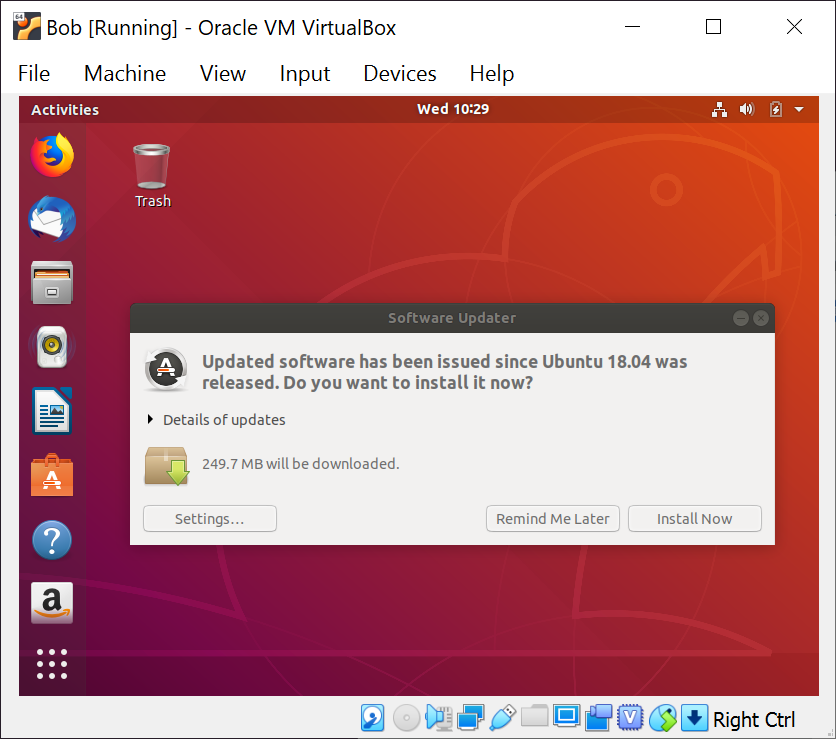 Bob [Running] - Oracle VM VirtualBox
File Machine View Input Devices Help
Activities Wed 10:29
Trash
Software Updater
Updated software has been issued since Ubuntu 18.04 was
released. Do you want to install it now?
Details of updates
249.7 MB will be downloaded.
Settings... Remind Me Later Install Now
Right Ctrl